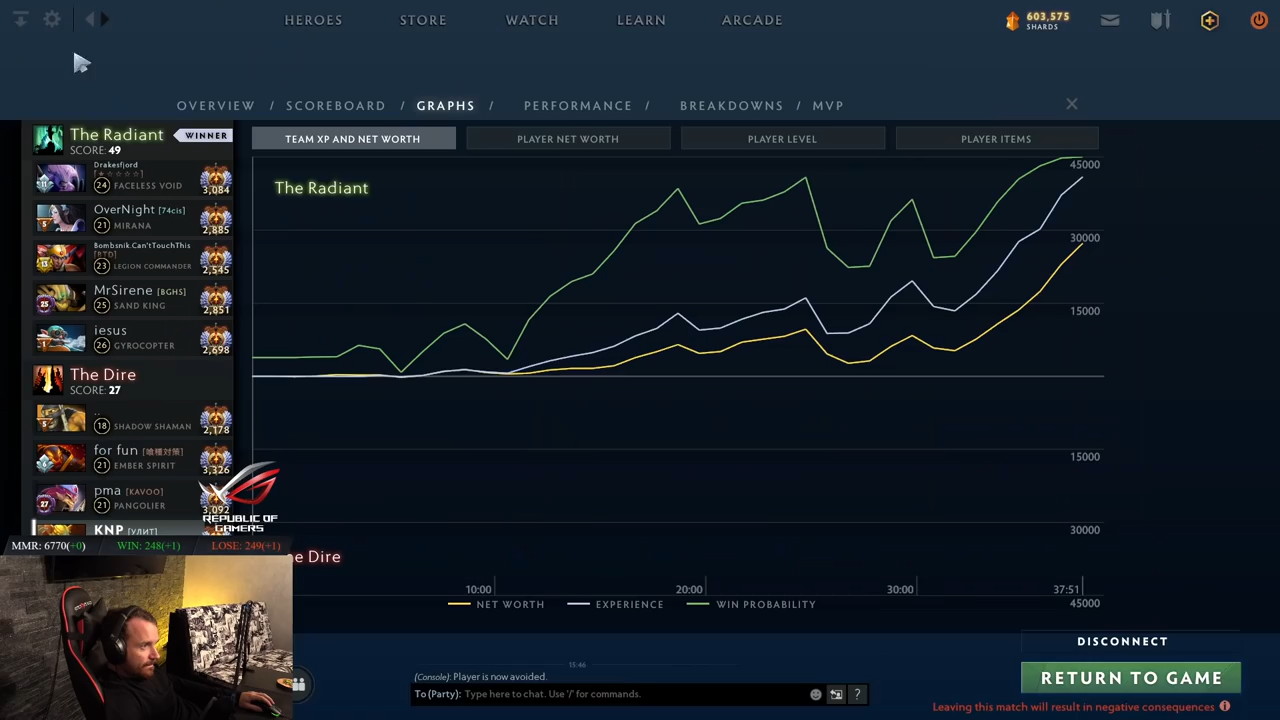 HEROES
STORE
WATCH
LEARN
ARCADE
603,575
SHARDS
OVERVIEW / SCOREBOARD / GRAPHS / PERFORMANCE / BREAKDOWNS / MVP
The Radiant
WINNER
SCORE: 49
TEAM XP AND NET WORTH
PLAYER NET WORTH
PLAYER LEVEL
PLAYER ITEMS
Drakesfjord
[★☆☆☆☆]
24 FACELESS VOID
3,084
OverNight [74cis]
21 MIRANA
2,885
Bombsnik.Can'tTouchThis
[BTD]
23 LEGION COMMANDER
2,545
MrSirene [BGHS]
25 SAND KING
2,851
iesus
26 GYROCOPTER
2,698
The Dire
SCORE: 27
..
18 SHADOW SHAMAN
2,178
for fun
21 EMBER SPIRIT
3,326
pma [KAVOO]
21 PANGOLIER
3,092
KNP [УЛИТ]
REPUBLIC OF
GAMERS
MMR: 6770(+0)
WIN: 248(+1)
LOSE: 249(+1)
The Radiant
45000
30000
15000
15000
30000
45000
e Dire
10:00
20:00
30:00
37:51
NET WORTH
EXPERIENCE
WIN PROBABILITY
15:46
(Console): Player is now avoided.
To (Party): Type here to chat. Use '/' for commands.
?
DISCONNECT
RETURN TO GAME
Leaving this match will result in negative consequences